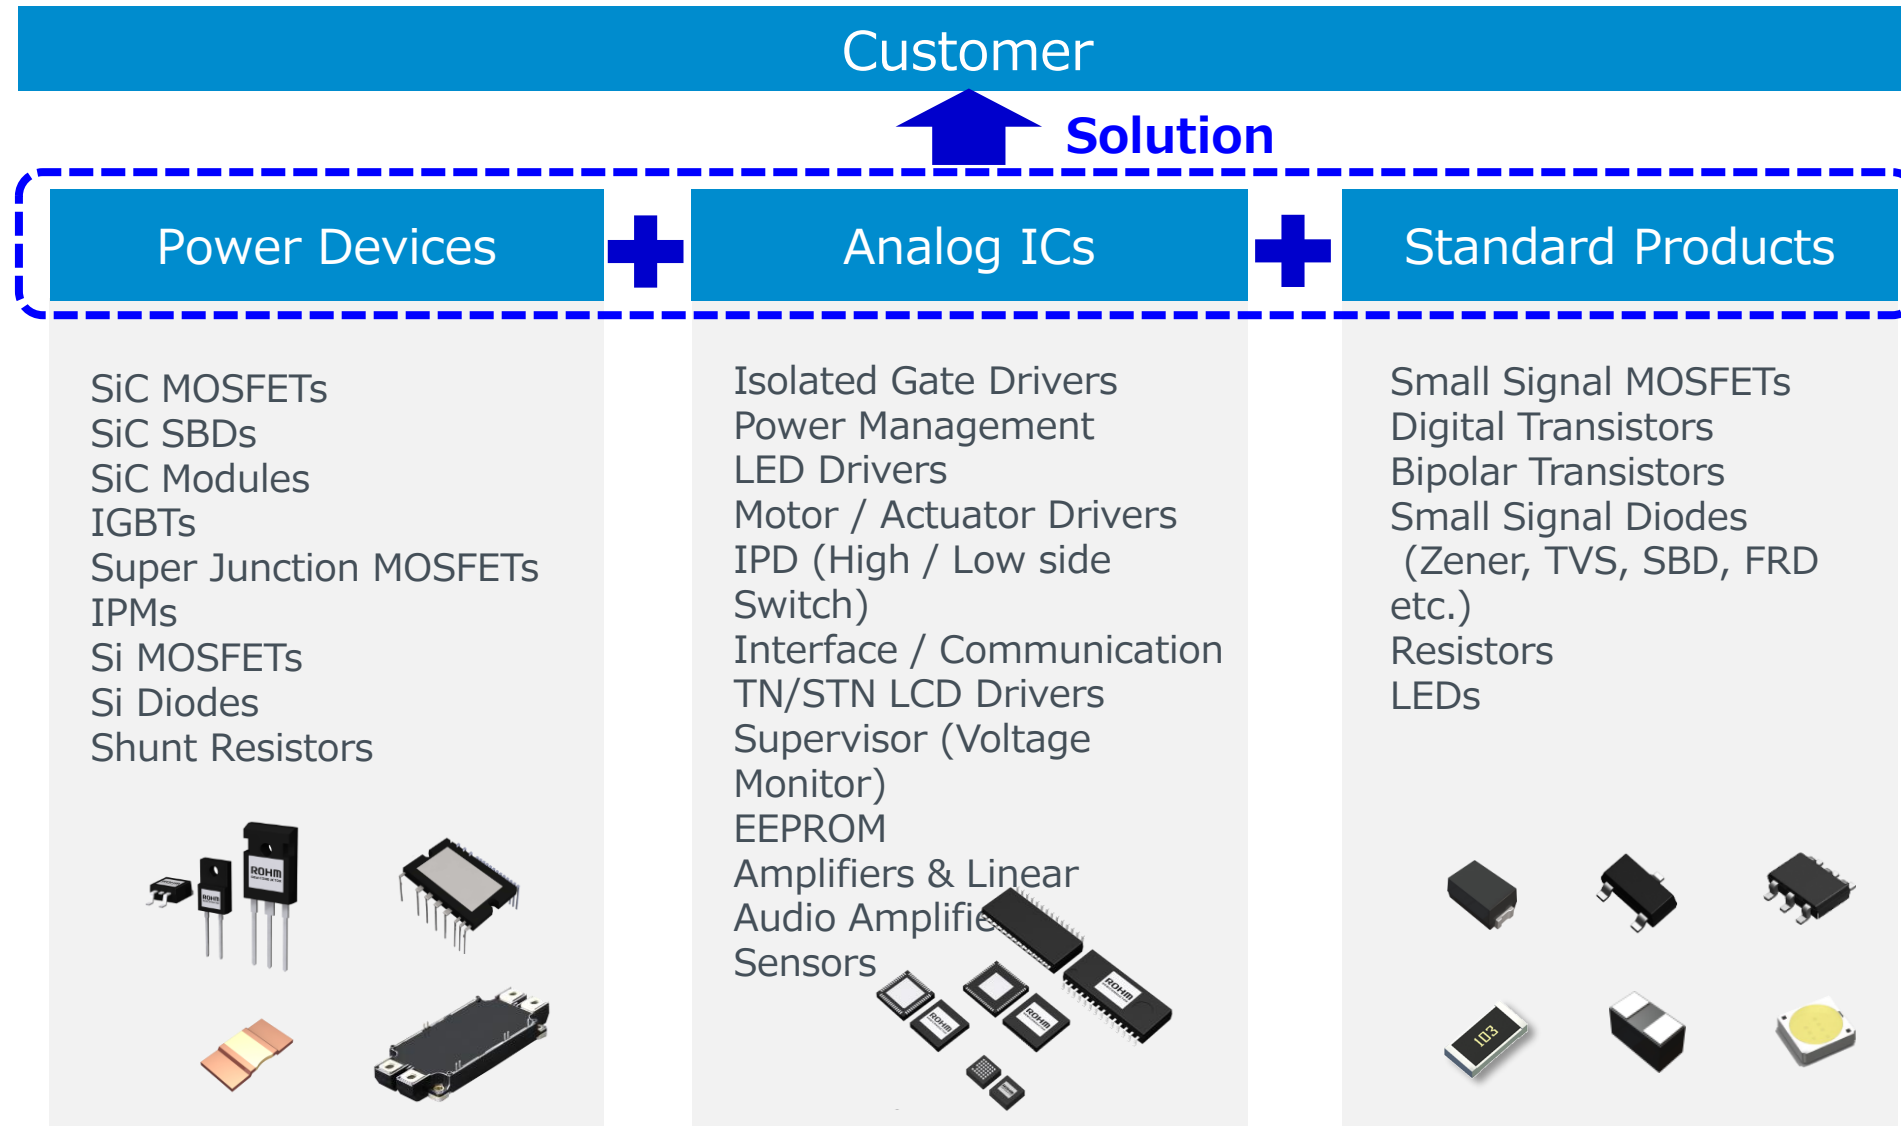 Customer
Solution
Power Devices
Analog ICs
Standard Products
SiC MOSFETs
SiC SBDs
SiC Modules
IGBTs
Super Junction MOSFETs
IPMs
Si MOSFETs
Si Diodes
Shunt Resistors
ROHM
ROHM
Isolated Gate Drivers
Power Management
LED Drivers
Motor / Actuator Drivers
IPD (High / Low side
Switch)
Interface / Communication
TN/STN LCD Drivers
Supervisor (Voltage
Monitor)
EEPROM
Amplifiers & Linear
Audio
Sensors
ROHM
ROHM
ROHM
Small Signal MOSFETs
Digital Transistors
Bipolar Transistors
Small Signal Diodes
(Zener, TVS, SBD, FRD
etc.)
Resistors
LEDs
103